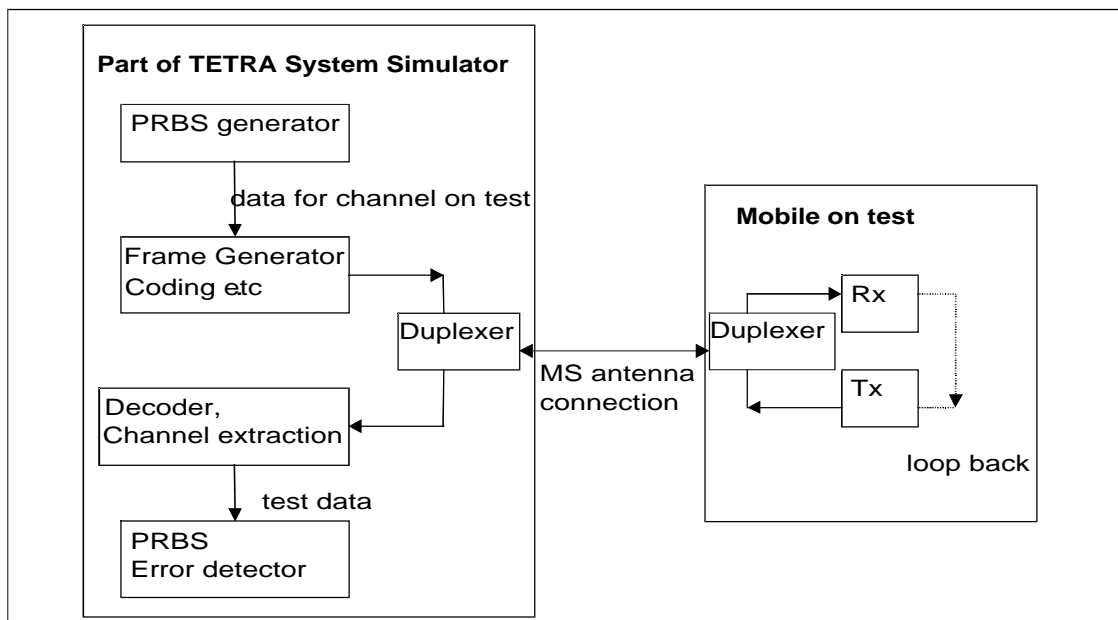 Part of TETRA System Simulator
PRBS generator
data for channel on test
Frame Generator
Coding etc
Duplexer
Decoder,
Channel extraction
test data
PRBS
Error detector
MS antenna
connection
Mobile on test
Duplexer
Rx
Tx
loop back